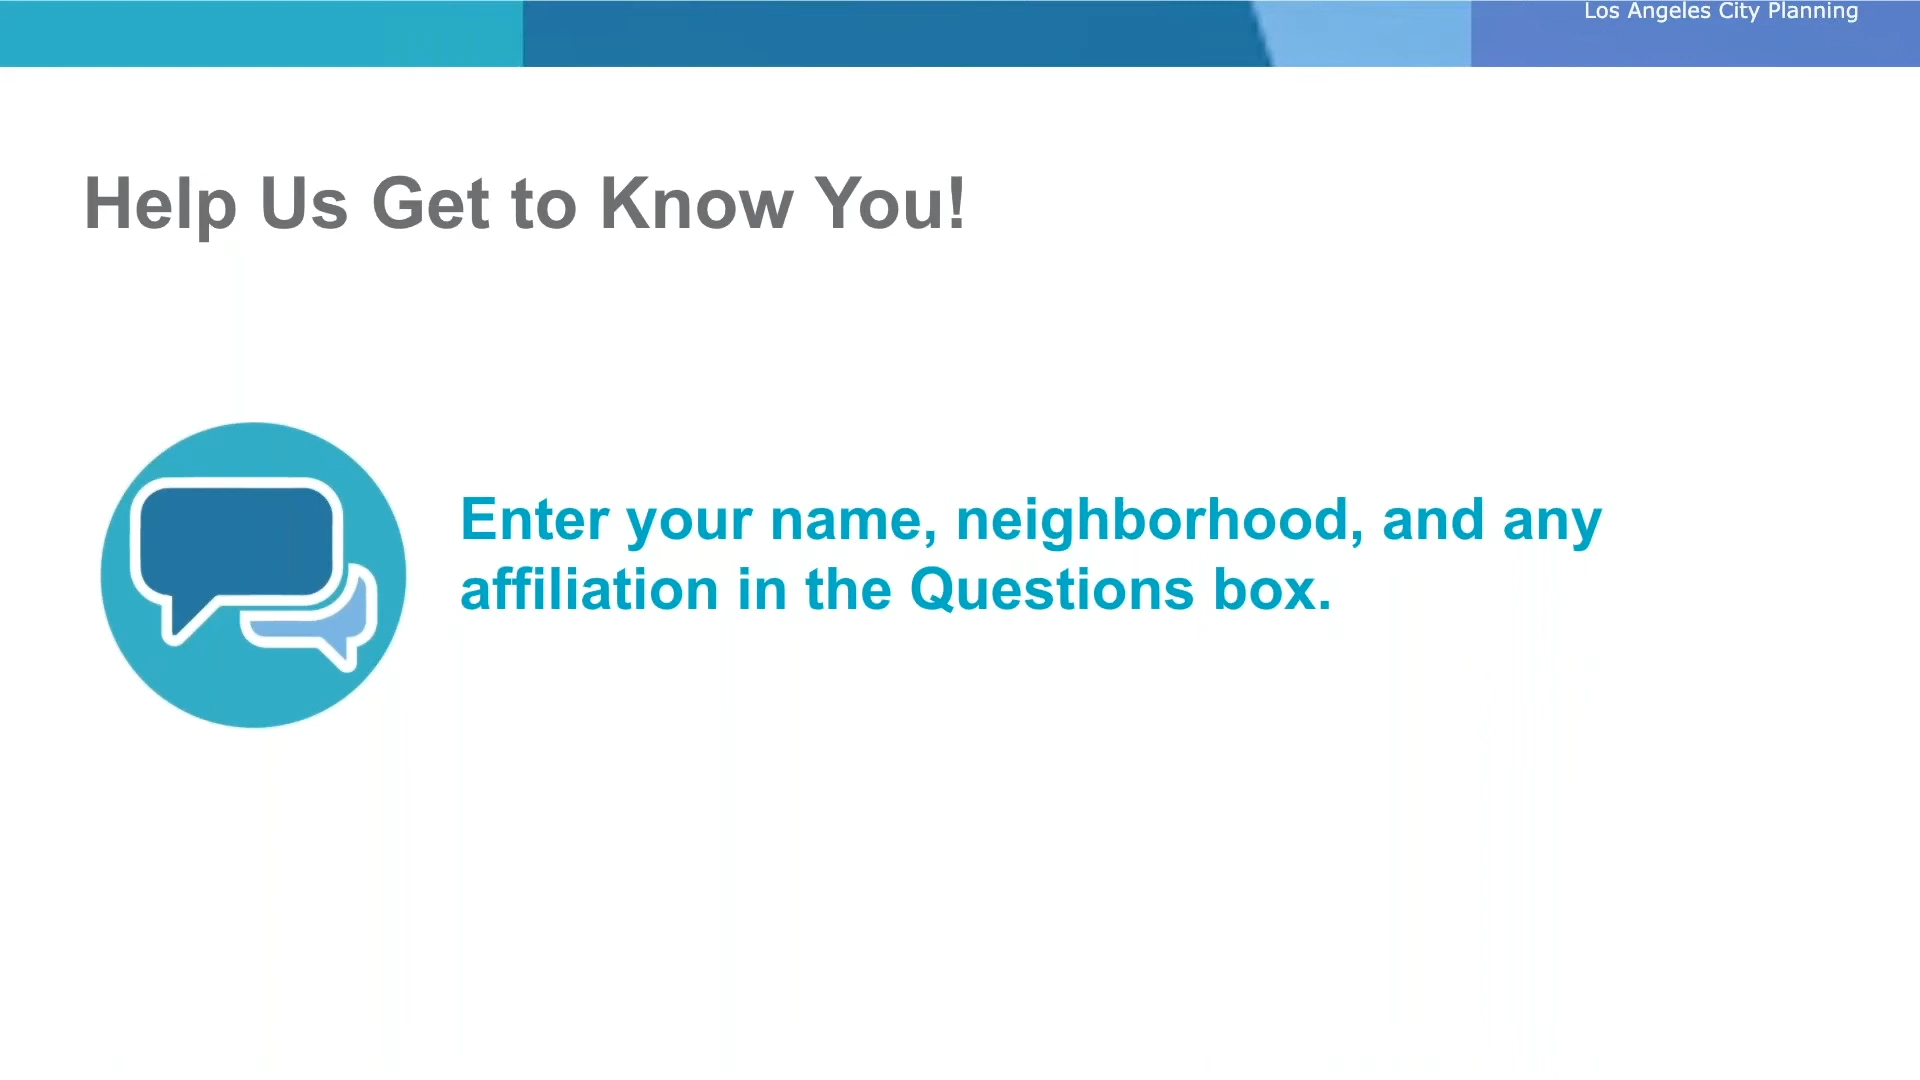 Los Angeles City Planning
Help Us Get to Know You!
Enter your name, neighborhood, and any
affiliation in the Questions box.